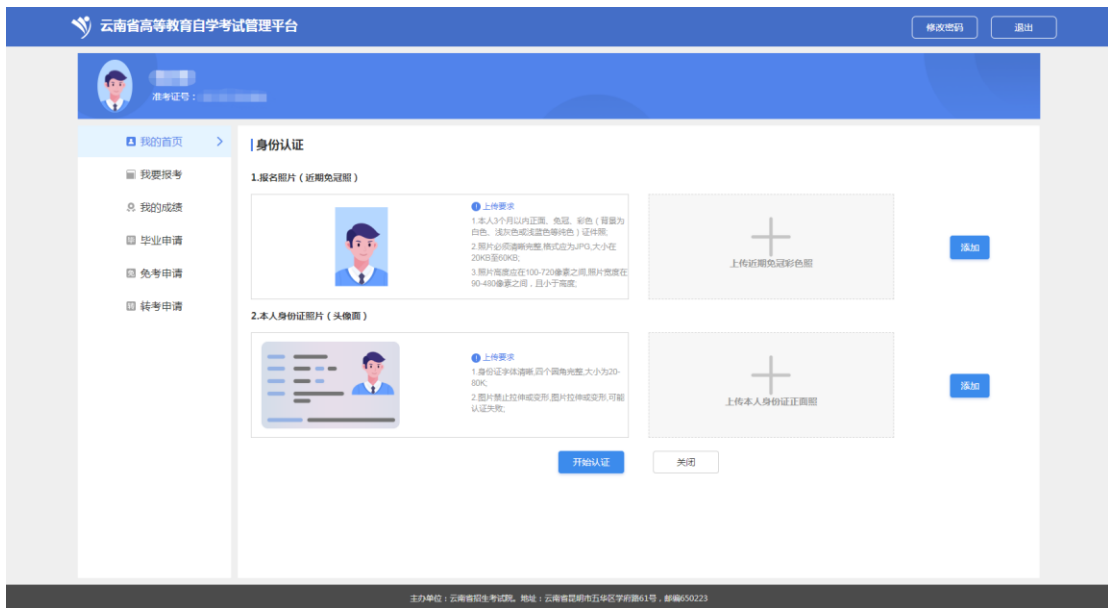 云南省高等教育自学考试管理平台
修改密码
退出
准考证号：
我的首页
我要报考
我的成绩
毕业申请
免考申请
转考申请
身份认证
1.报名照片（近期免冠照）
上传要求
1.本人3个月以内正面、免冠、彩色（背景为
白色、浅灰色或浅蓝色等纯色）证件照;
2.照片必须清晰完整,格式应为JPG,大小在
20KB至60KB;
3.照片高度应在100-720像素之间,照片宽度在
90-480像素之间，且小于高度;
上传近期免冠彩色照
添加
2.本人身份证照片（头像面）
上传要求
1.身份证字体清晰,四个圆角完整,大小为20-
80K;
2.图片禁止拉伸或变形,图片拉伸或变形,可能
认证失败;
上传本人身份证正面照
添加
开始认证
关闭
主办单位：云南省招生考试院。地址：云南省昆明市五华区学府路61号，邮编650223